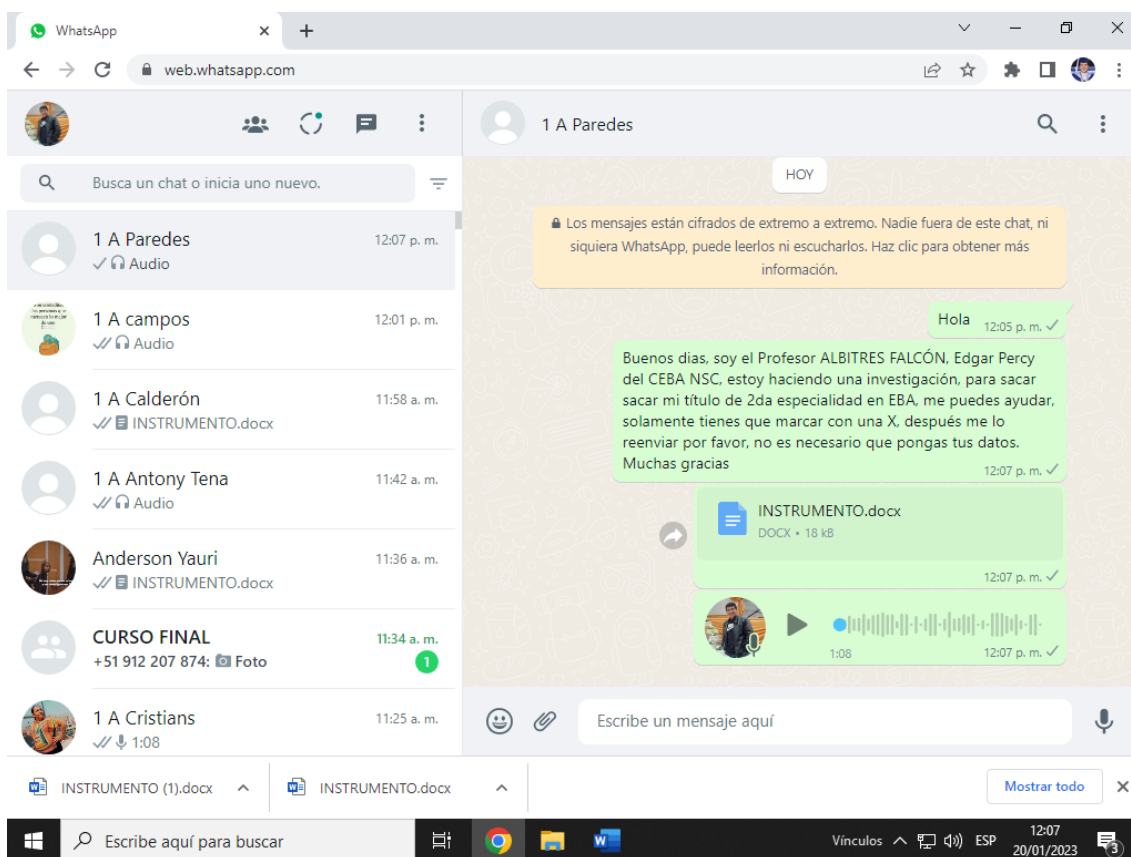 WhatsApp
web.whatsapp.com
1 A Paredes
Busca un chat o inicia uno nuevo.
1 A Paredes
12:07 p. m.
Audio
1 A campos
12:01 p. m.
Audio
1 A Calderón
11:58 a. m.
INSTRUMENTO.docx
1 A Antony Tena
11:42 a. m.
Audio
Anderson Yauri
11:36 a. m.
INSTRUMENTO.docx
CURSO FINAL
11:34 a. m.
+51 912 207 874: Foto
1
1 A Cristians
11:25 a. m.
1:08
HOY
Los mensajes están cifrados de extremo a extremo. Nadie fuera de este chat, ni
siquiera WhatsApp, puede leerlos ni escucharlos. Haz clic para obtener más
información.
Hola
12:05 p. m.
Buenos dias, soy el Profesor ALBITRES FALCÓN, Edgar Percy
del CEBA NSC, estoy haciendo una investigación, para sacar
sacar mi título de 2da especialidad en EBA, me puedes ayudar,
solamente tienes que marcar con una X, después me lo
reenviar por favor, no es necesario que pongas tus datos.
Muchas gracias
12:07 p. m.
INSTRUMENTO.docx
DOCX • 18 kB
12:07 p. m.
1:08
12:07 p. m.
Escribe un mensaje aquí
INSTRUMENTO (1).docx
INSTRUMENTO.docx
Mostrar todo
Escribe aquí para buscar
Vínculos
ESP
12:07
20/01/2023
3